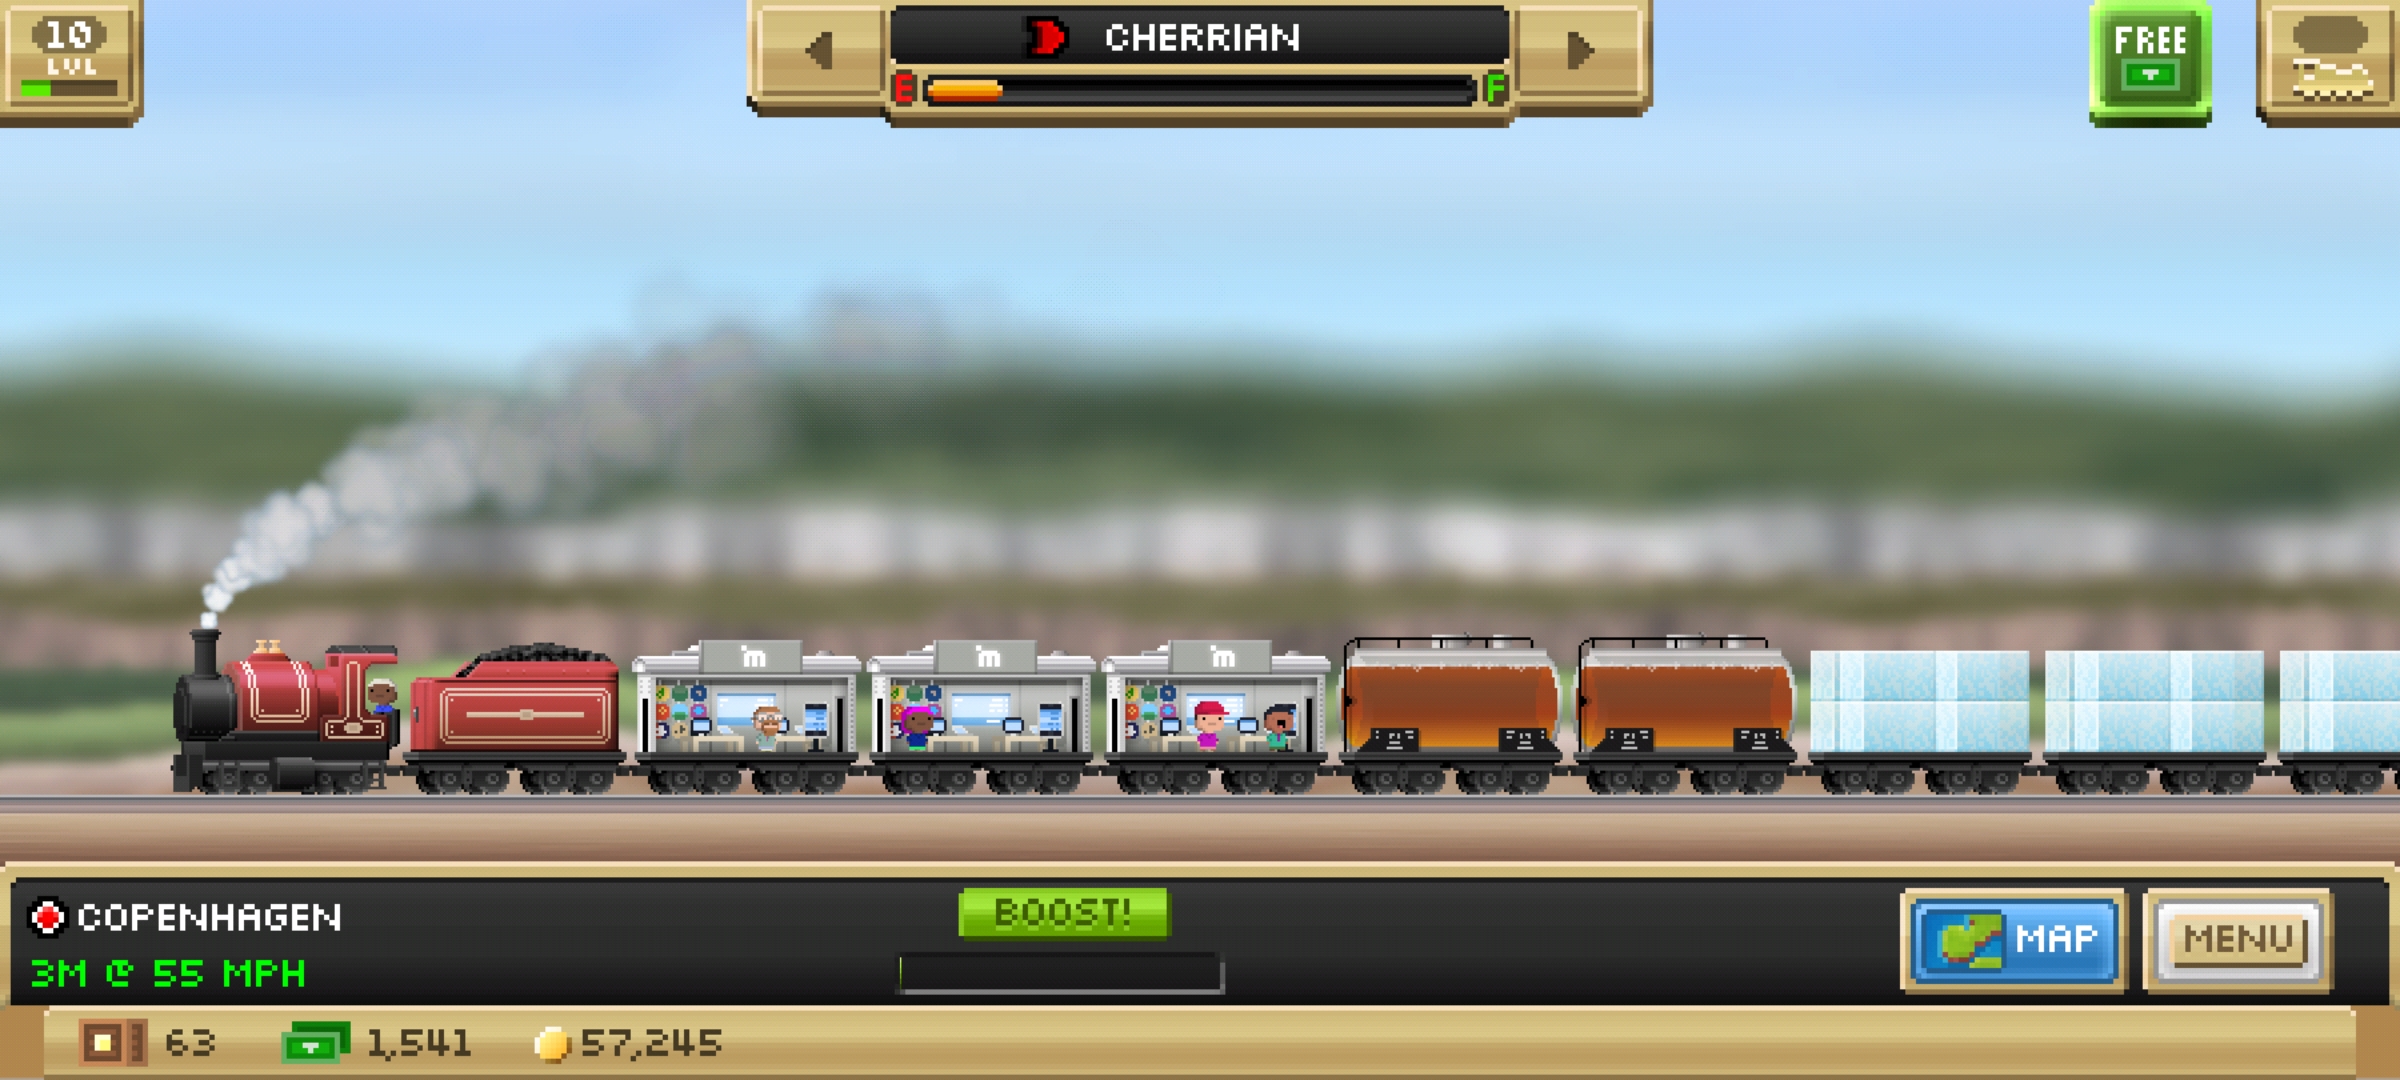 10
LVL
CHERRIAN
E F
FREE
m m m
COPENHAGEN
3M @ 55 MPH
BOOST!
MAP
MENU
63 1,541 57,245